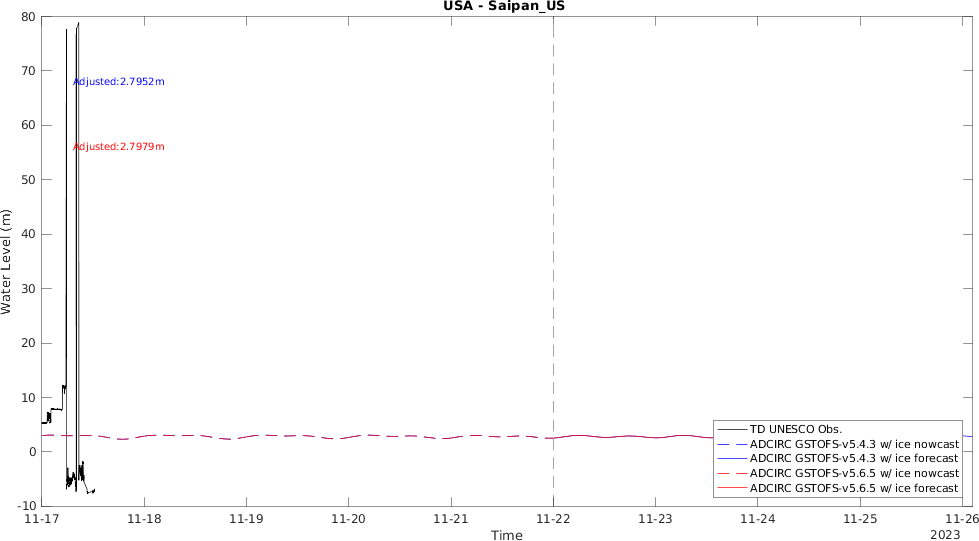 USA - Saipan_US
80
70
60
50
40
30
20
10
0
-10
Water Level (m)
Adjusted:2.7952m
Adjusted:2.7979m
TD UNESCO Obs.
ADCIRE GSTOFS-v5.4.3 w/ ice nowcast
ADCIRC GSTOFS-v5.4.3 w/ ice forecast
ADCIRC GSTOFS-v5.6.5 w/ ice nowcast
ADCIRC GSTOFS-v5.6.5 w/ ice forecast
11-17 11-18 11-19 11-20 11-21 11-22 11-23 11-24 11-25 11-26
Time
2023